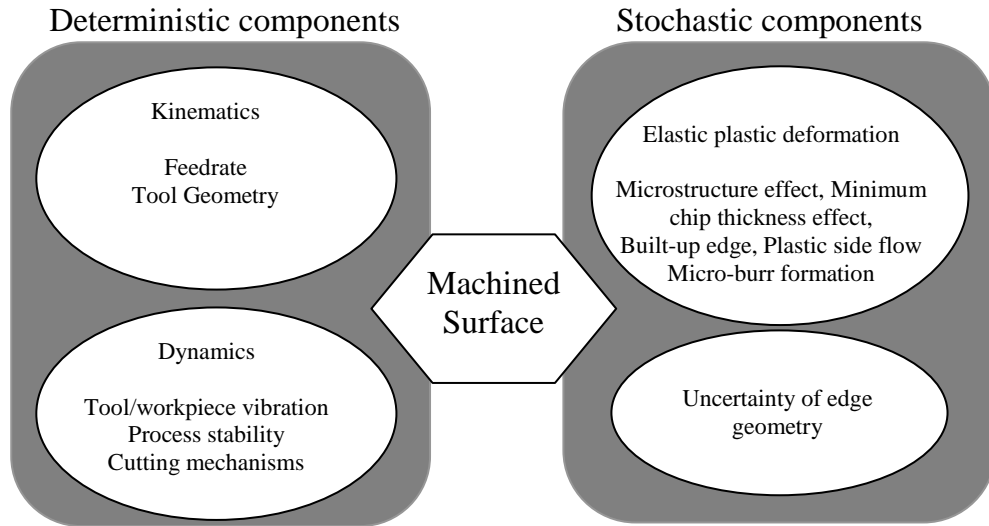 Deterministic components
Kinematics
Feedrate
Tool Geometry
Dynamics
Tool/workpiece vibration
Process stability
Cutting mechanisms
Machined
Surface
Stochastic components
Elastic plastic deformation
Microstructure effect, Minimum
chip thickness effect,
Built-up edge, Plastic side flow
Micro-burr formation
Uncertainty of edge
geometry